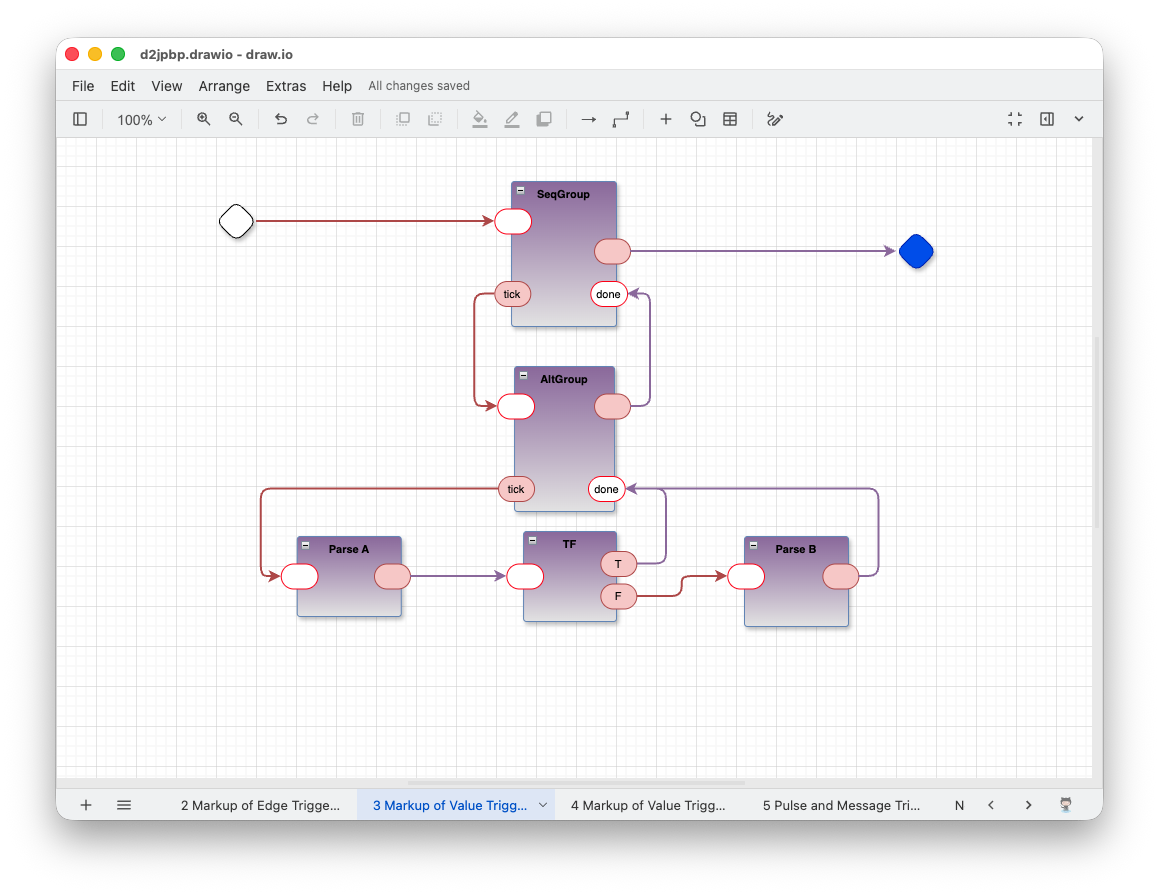 d2jpbp.drawio - draw.io
File Edit View Arrange Extras Help All changes saved
100%
SeqGroup
tick done
AltGroup
tick done
Parse A
TF
T
F
Parse B
2 Markup of Edge Trigge... 3 Markup of Value Trigg... 4 Markup of Value Trigg... 5 Pulse and Message Tri... N